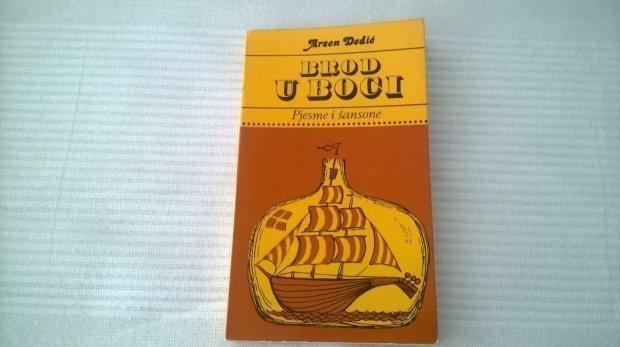 Arsen Dedić
BROD
U BOCI
Pjesme i šansone